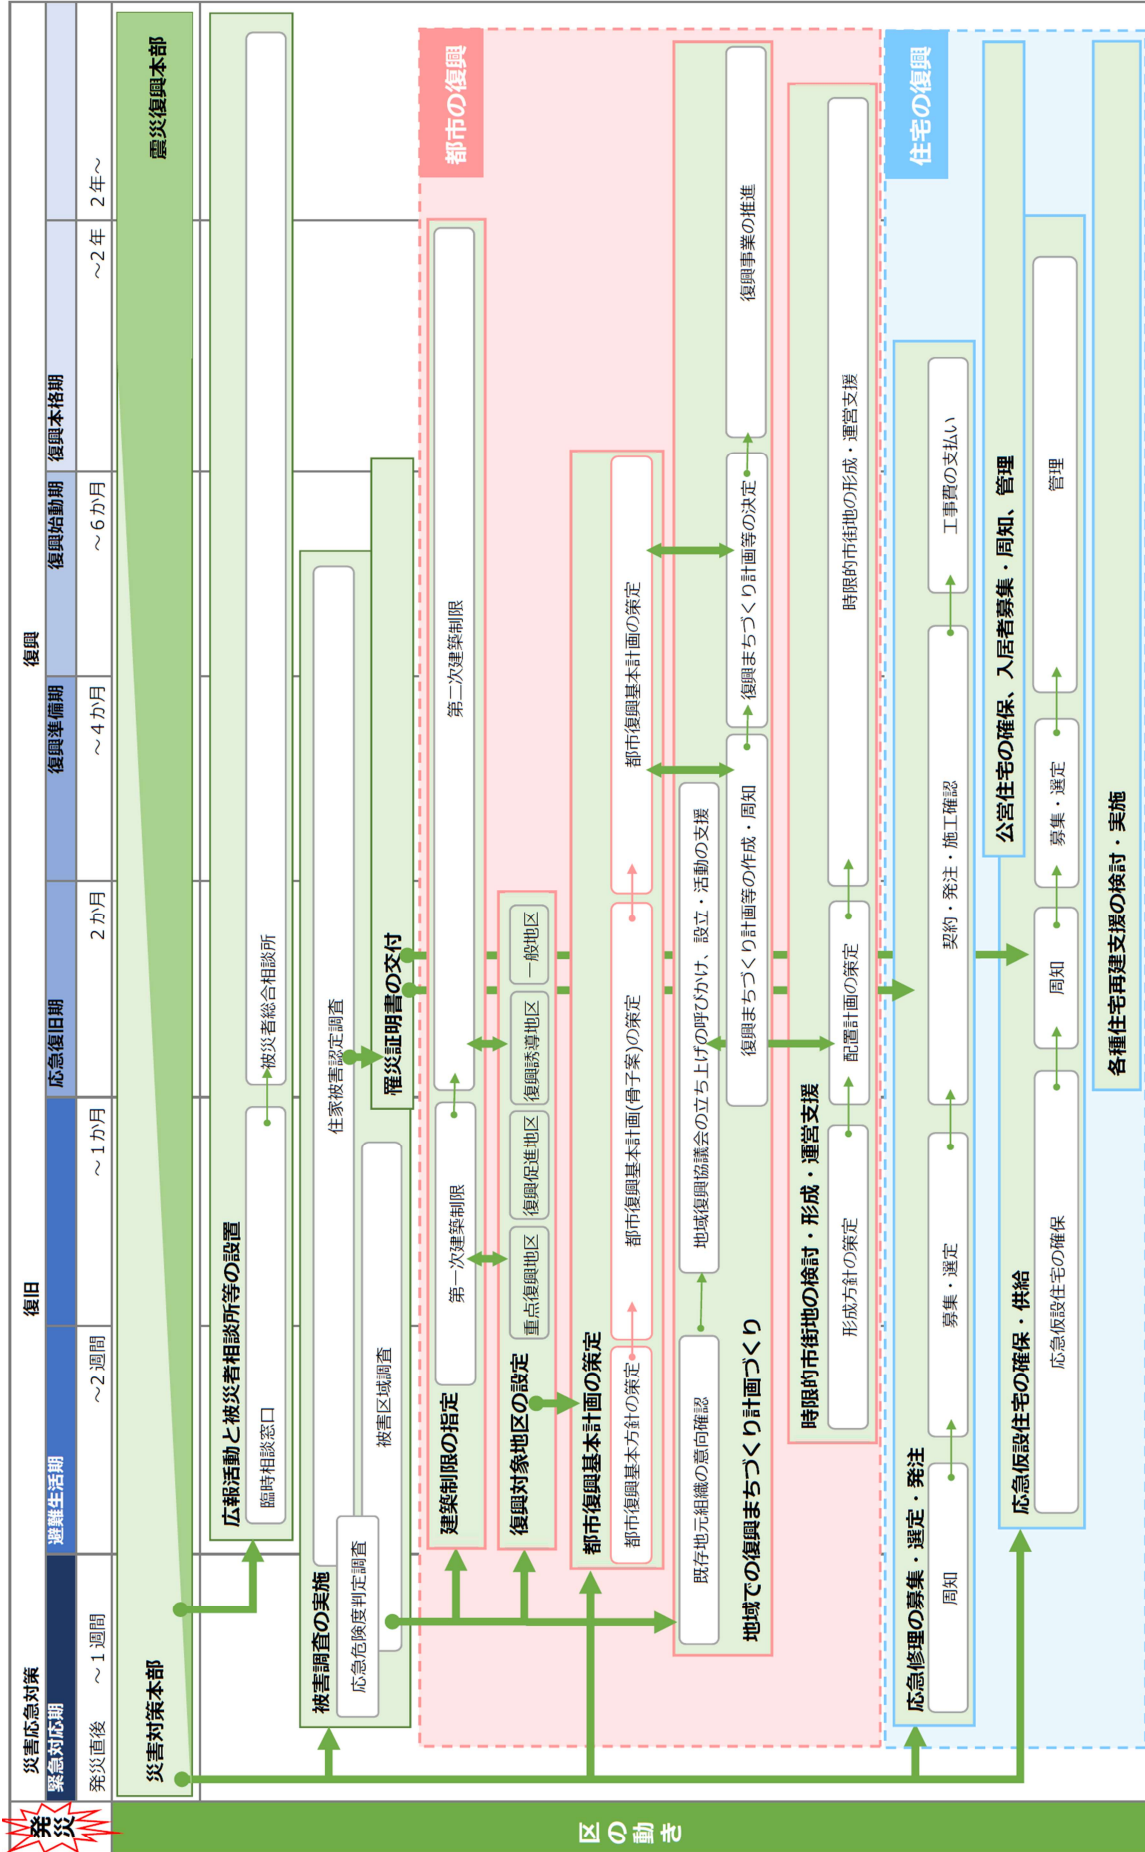 発災
災害応急対策
復旧
復興
緊急対応期
避難生活期
応急復旧期
復興準備期
復興始動期
復興本格期
発災直後
～1週間
～2週間
～1か月
2か月
～4か月
～6か月
～2年
2年～
区の動き
災害対策本部
震災復興本部
広報活動と被災者相談所等の設置
臨時相談窓口
被災者総合相談所
被害調査の実施
応急危険度判定調査
住家被害認定調査
被害区域調査
罹災証明書の交付
都市の復興
建築制限の指定
第一次建築制限
第二次建築制限
復興対象地区の設定
重点復興地区
復興促進地区
復興誘導地区
一般地区
都市復興基本計画の策定
都市復興基本方針の策定
都市復興基本計画(骨子案)の策定
都市復興基本計画の策定
既存地元組織の意向確認
地域復興協議会の立ち上げの呼びかけ、設立・活動の支援
地域での復興まちづくり計画づくり
復興まちづくり計画等の作成・周知
復興まちづくり計画等の決定
復興事業の推進
時限的市街地の検討・形成・運営支援
形成方針の策定
配置計画の策定
時限的市街地の形成・運営支援
住宅の復興
応急修理の募集・選定・発注
周知
募集・選定
契約・発注・施工確認
工事費の支払い
公営住宅の確保、入居者募集・周知、管理
応急仮設住宅の確保・供給
応急仮設住宅の確保
周知
募集・選定
管理
各種住宅再建支援の検討・実施